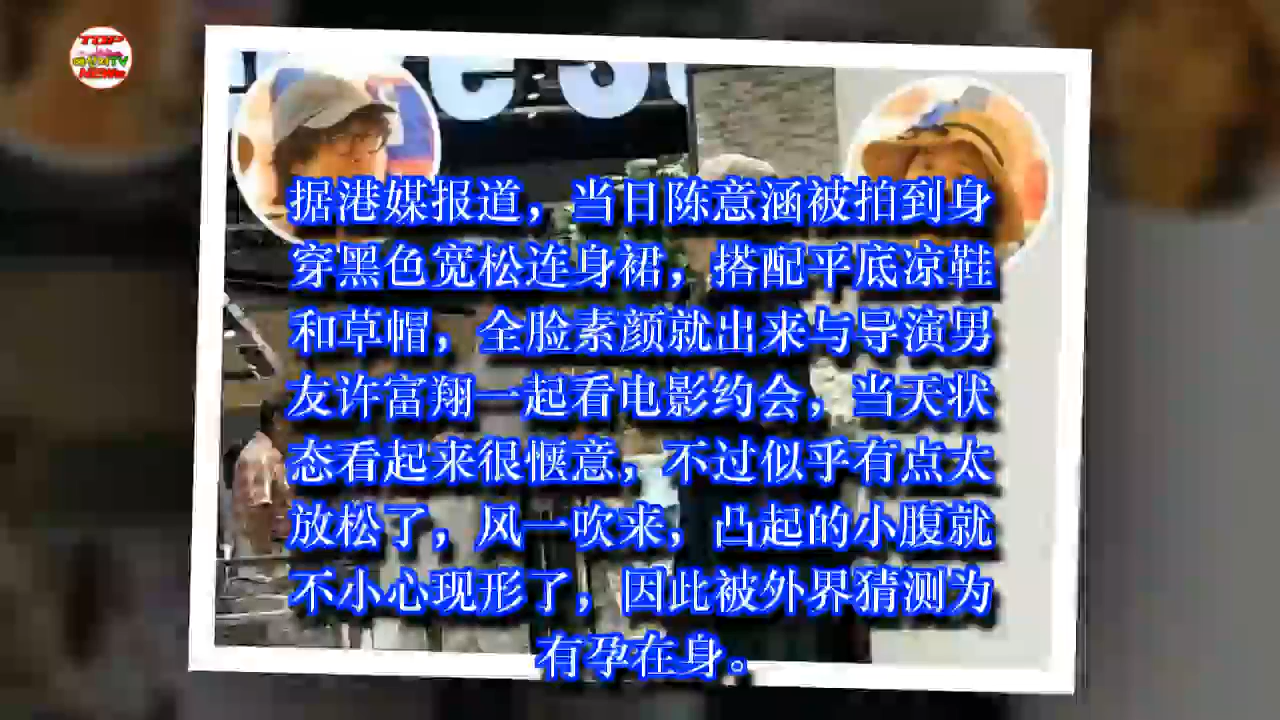 TOP
NEWS
据港媒报道，当日陈意涵被拍到身
穿黑色宽松连身裙，搭配平底凉鞋
和草帽，全脸素颜就出来与导演男
友许富翔一起看电影约会，当天状
态看起来很惬意，不过似乎有点太
放松了，风一吹来，凸起的小腹就
不小心现形了，因此被外界猜测为
有孕在身。